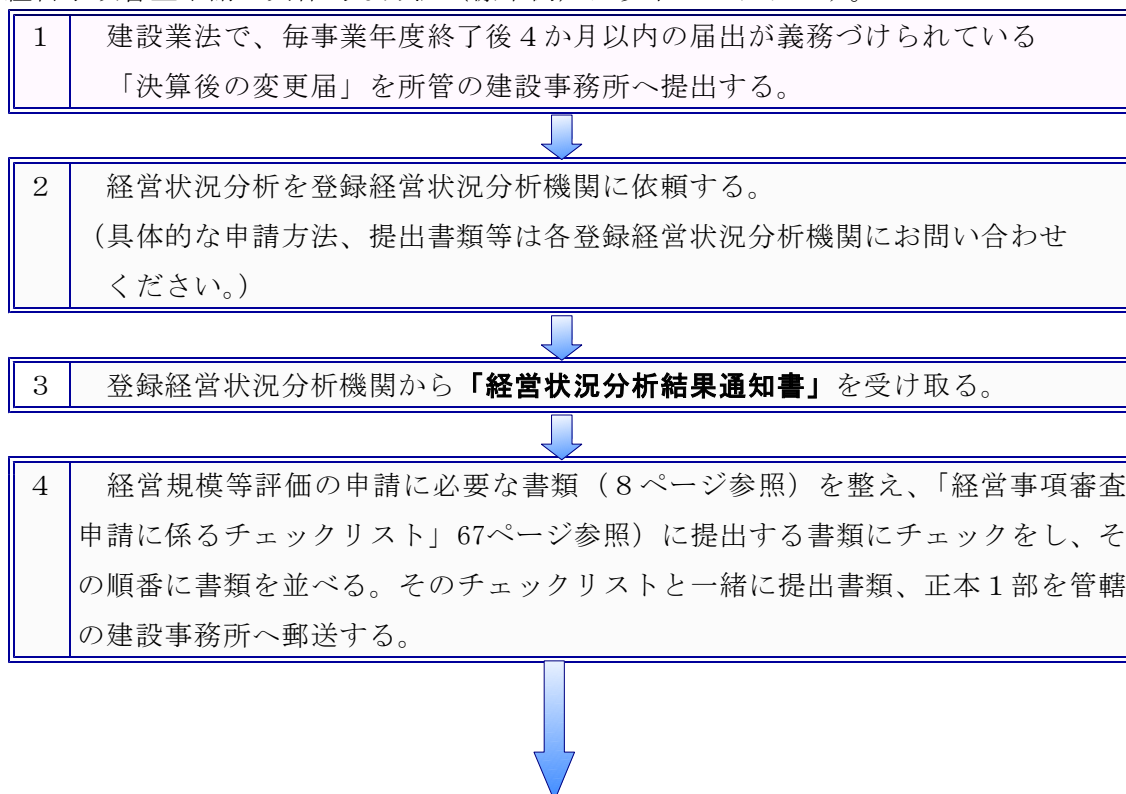 1 建設業法で、毎事業年度終了後４か月以内の届出が義務づけられている
「決算後の変更届」を所管の建設事務所へ提出する。
2 経営状況分析を登録経営状況分析機関に依頼する。
（具体的な申請方法、提出書類等は各登録経営状況分析機関にお問い合わせ
ください。）
3 登録経営状況分析機関から「経営状況分析結果通知書」を受け取る。
4 経営規模等評価の申請に必要な書類（８ページ参照）を整え、「経営事項審査
申請に係るチェックリスト」67ページ参照）に提出する書類にチェックをし、そ
の順番に書類を並べる。そのチェックリストと一緒に提出書類、正本１部を管轄
の建設事務所へ郵送する。